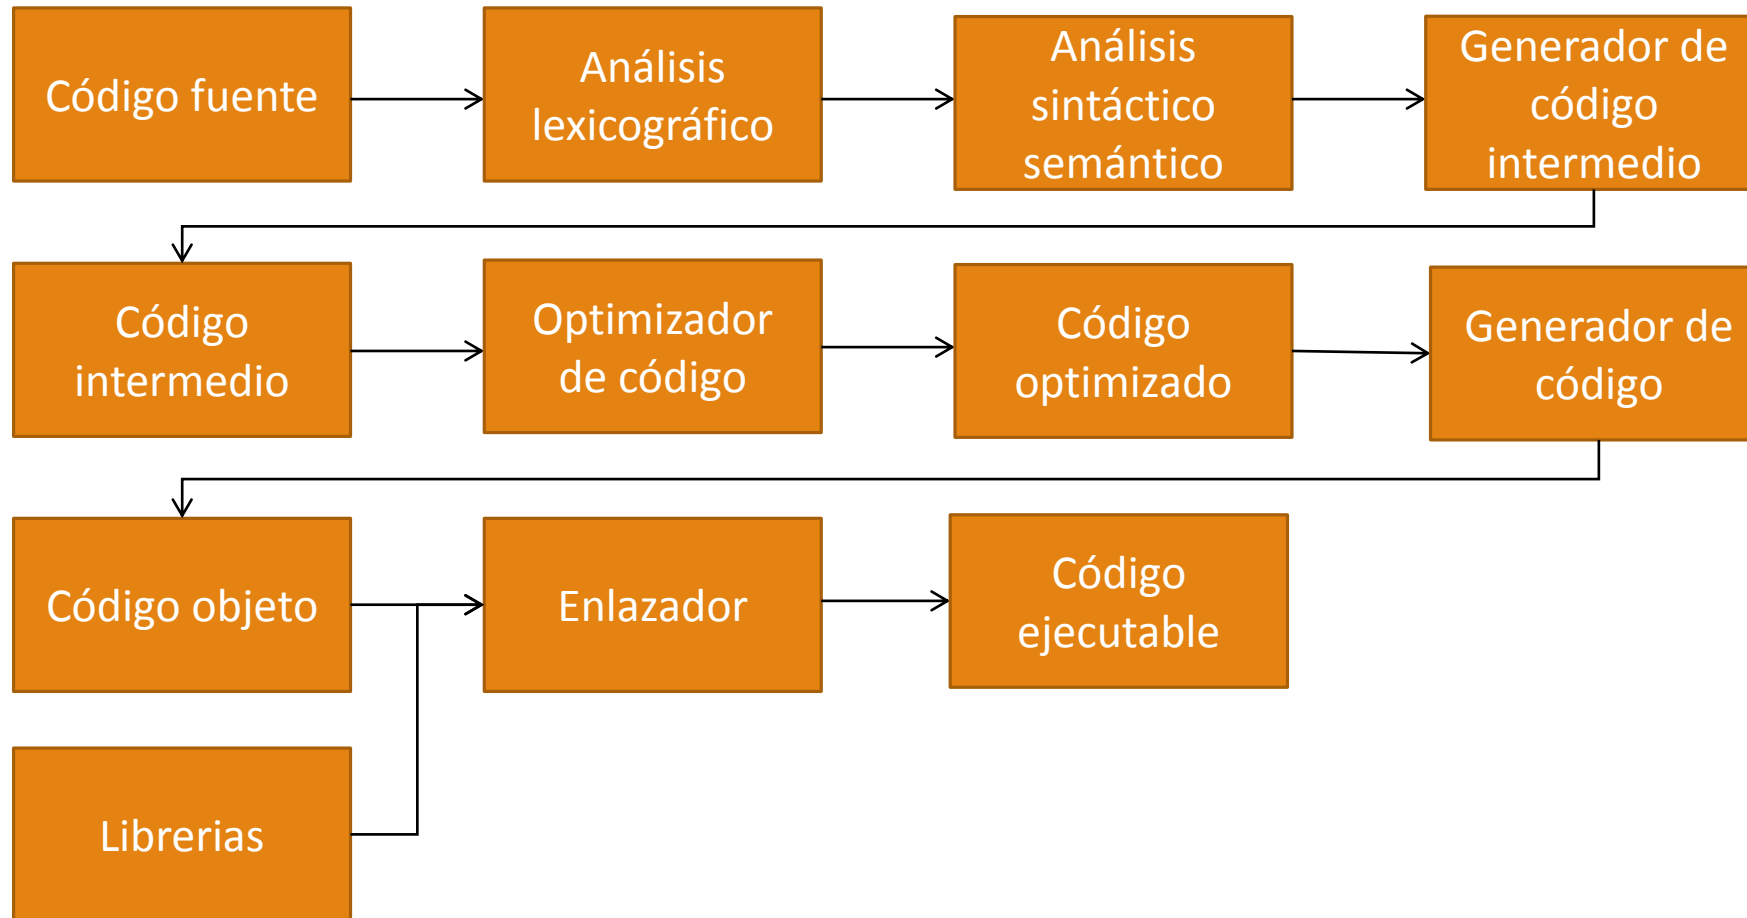 Código fuente
Análisis
lexicográfico
Análisis
sintáctico
semántico
Generador de
código
intermedio
Código
intermedio
Optimizador
de código
Código
optimizado
Generador de
código
Código objeto
Enlazador
Código
ejecutable
Librerias